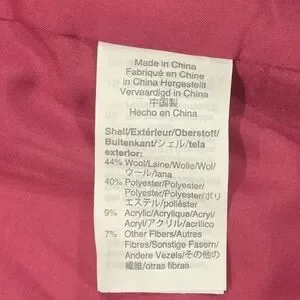 Made in China
Fabriqué en Chine
in China Hergestellt
Vervaardigd in China
中国製
Hecho en China
Shell/Extérieur/Oberstoff/
Buitenkant/シェル/tela
exterior:
44% Wool/Laine/Wolle/Wol/
ウール/lana
40% Polyester/Polyester/
Polyester/Polyester/ポリ
エステル/poliéster
9% Acrylic/Acrylique/Acryl/
Acryl/アクリル/acrílico
7% Other Fibers/Autres
Fibres/Sonstige Fasern/
Andere Vezels/その他の
繊維/otras fibras